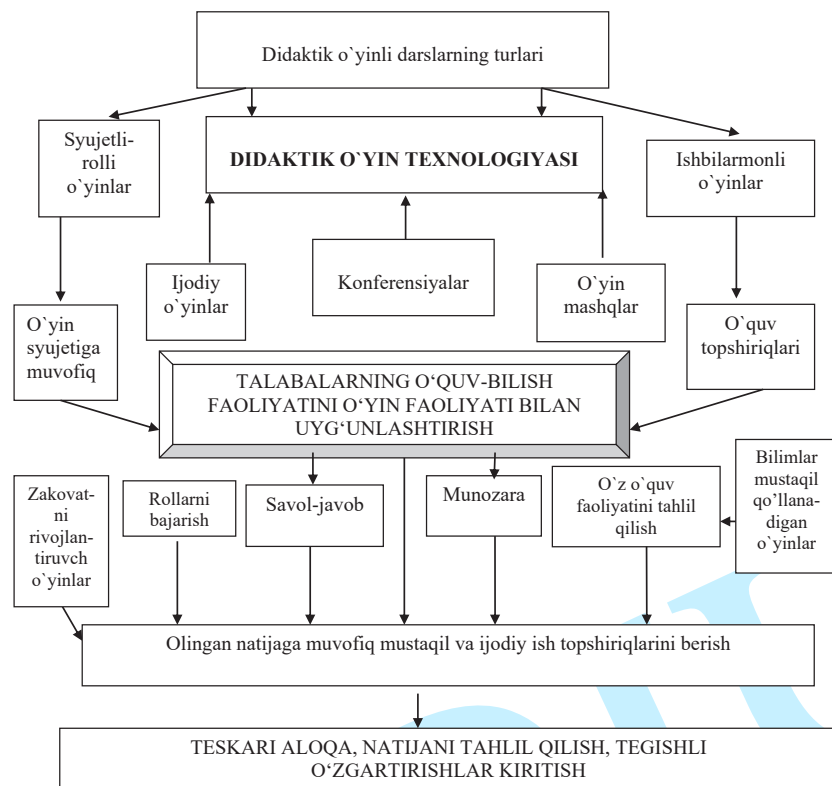 Didaktik o`yinli darslarning turlari
Syujetli-
rolli
o`yinlar
DIDAKTIK O`YIN TEXNOLOGIYASI
Ishbilarmonli
o`yinlar
Ijodiy
o`yinlar
Konferensiyalar
O`yin
mashqlar
O`yin
syujetiga
muvofiq
O`quv
topshiriqlari
TALABALARNING O‘QUV-BILISH
FAOLIYATINI O‘YIN FAOLIYATI BILAN
UYG‘UNLASHTIRISH
Zakovat-
ni
rivojlan-
tiruvch
o`yinlar
Rollarni
bajarish
Savol-javob
Munozara
O`z o`quv
faoliyatini tahlil
qilish
Bilimlar
mustaqil
qo’llana-
digan
o`yinlar
Olingan natijaga muvofiq mustaqil va ijodiy ish topshiriqlarini berish
TESKARI ALOQA, NATIJANI TAHLIL QILISH, TEGISHLI
O‘ZGARTIRISHLAR KIRITISH